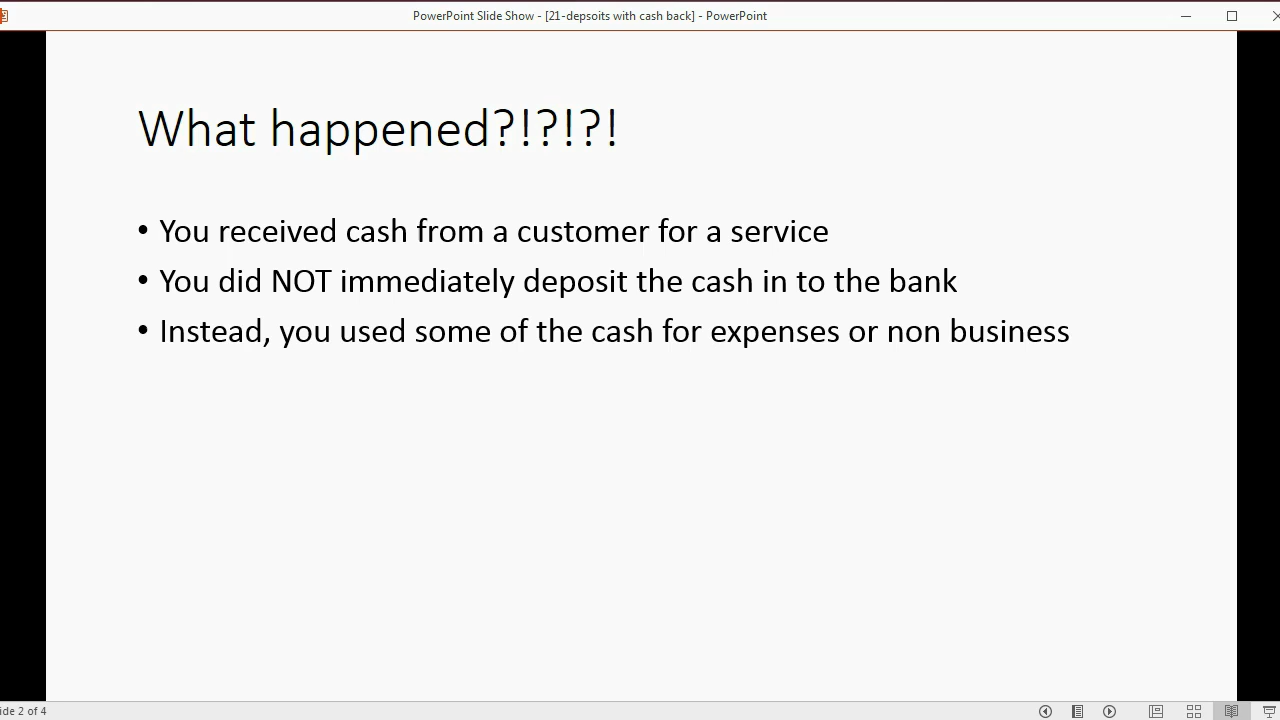 PowerPoint Slide Show - [21-depsoits with cash back] - PowerPoint
What happened?!?!?!
• You received cash from a customer for a service
• You did NOT immediately deposit the cash in to the bank
• Instead, you used some of the cash for expenses or non business
ide 2 of 4